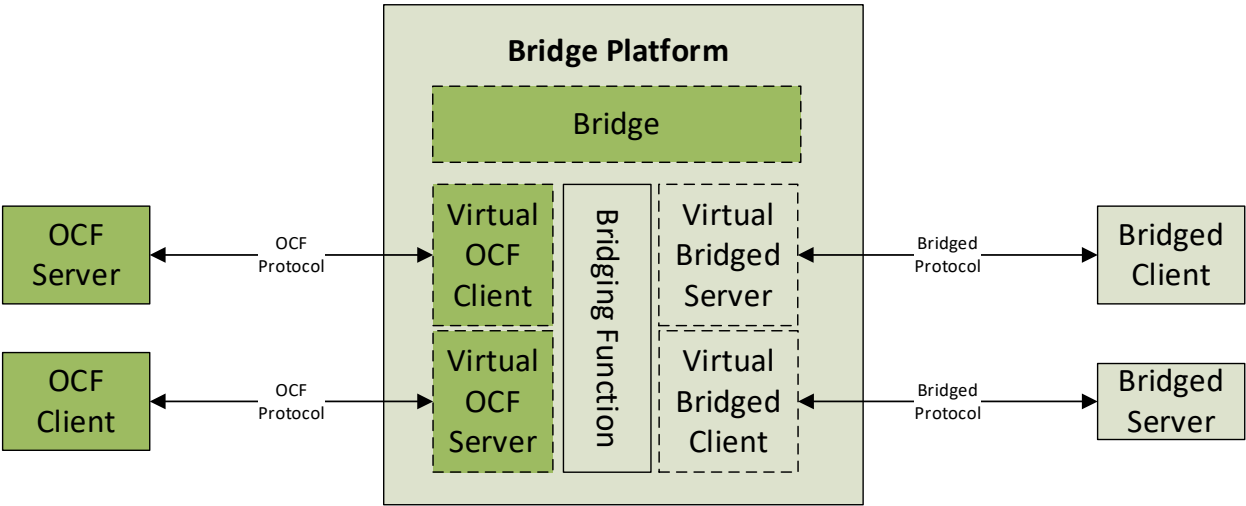 Bridge Platform
Bridge
OCF
Server
OCF
Protocol
Virtual
OCF
Client
Bridging Function
Virtual
Bridged
Server
Bridged
Protocol
Bridged
Client
OCF
Client
OCF
Protocol
Virtual
OCF
Server
Virtual
Bridged
Client
Bridged
Protocol
Bridged
Server